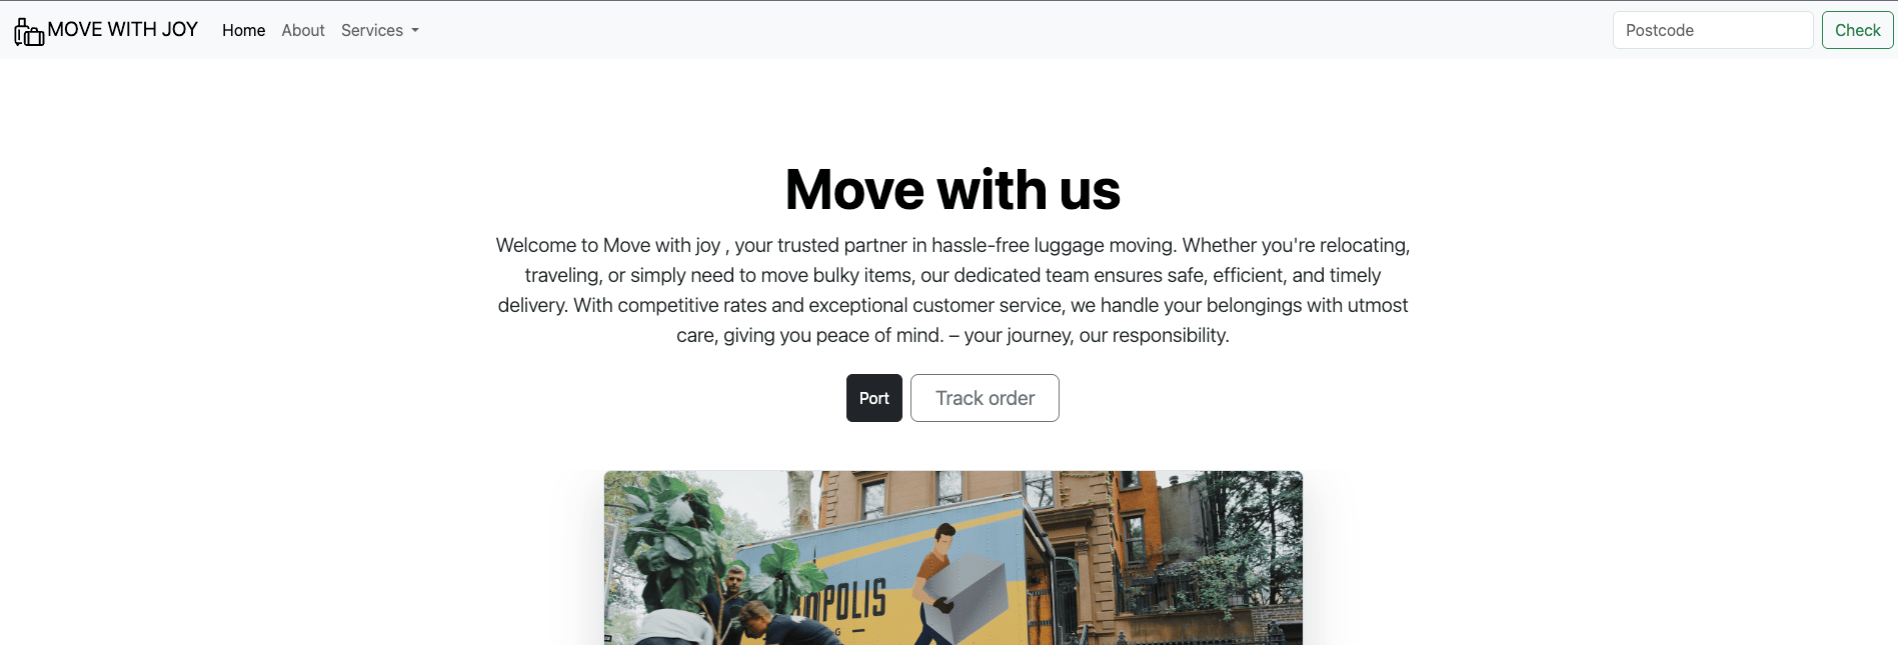 MOVE WITH JOY Home About Services Postcode Check
Move with us
Welcome to Move with joy , your trusted partner in hassle-free luggage moving. Whether you're relocating,
traveling, or simply need to move bulky items, our dedicated team ensures safe, efficient, and timely
delivery. With competitive rates and exceptional customer service, we handle your belongings with utmost
care, giving you peace of mind. – your journey, our responsibility.
Port Track order
OPOLIS